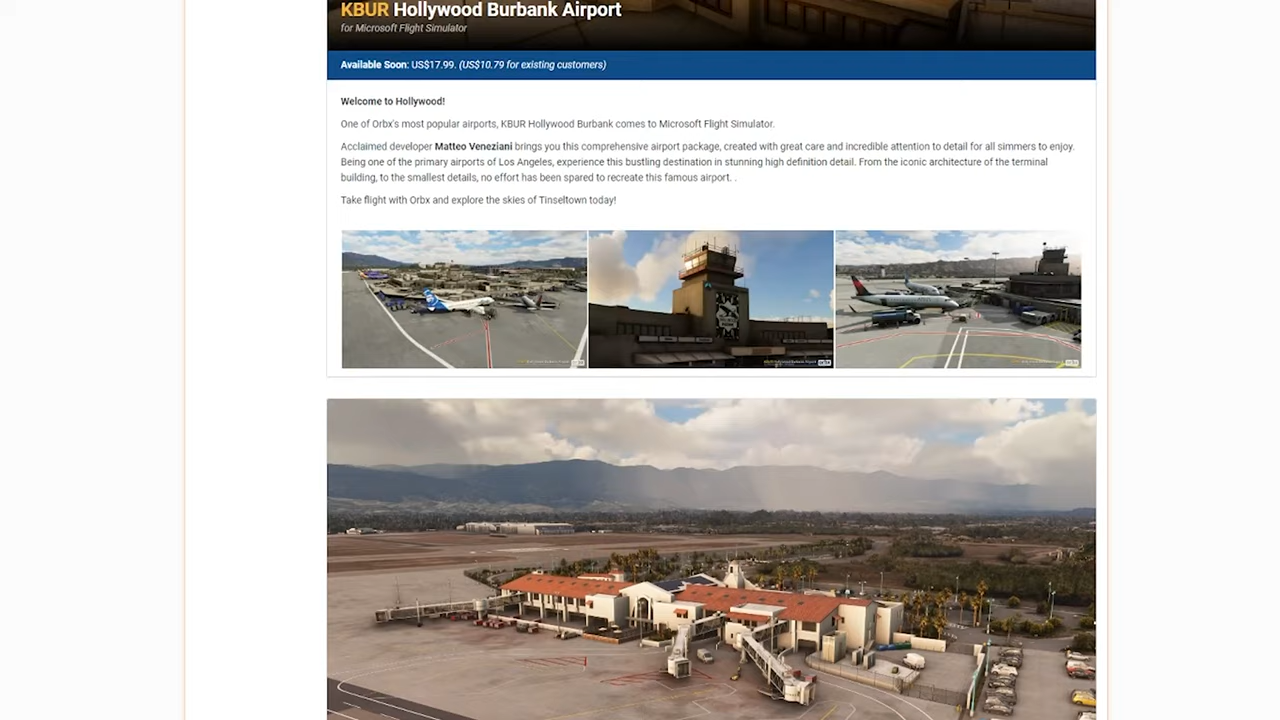 KBUR Hollywood Burbank Airport
for Microsoft Flight Simulator
Available Soon: US$17.99. (US$10.79 for existing customers)
Welcome to Hollywood!
One of Orbx's most popular airports, KBUR Hollywood Burbank comes to Microsoft Flight Simulator.
Acclaimed developer Matteo Veneziani brings you this comprehensive airport package, created with great care and incredible attention to detail for all simmers to enjoy.
Being one of the primary airports of Los Angeles, experience this bustling destination in stunning high definition detail. From the iconic architecture of the terminal
building, to the smallest details, no effort has been spared to recreate this famous airport. .
Take flight with Orbx and explore the skies of Tinseltown today!